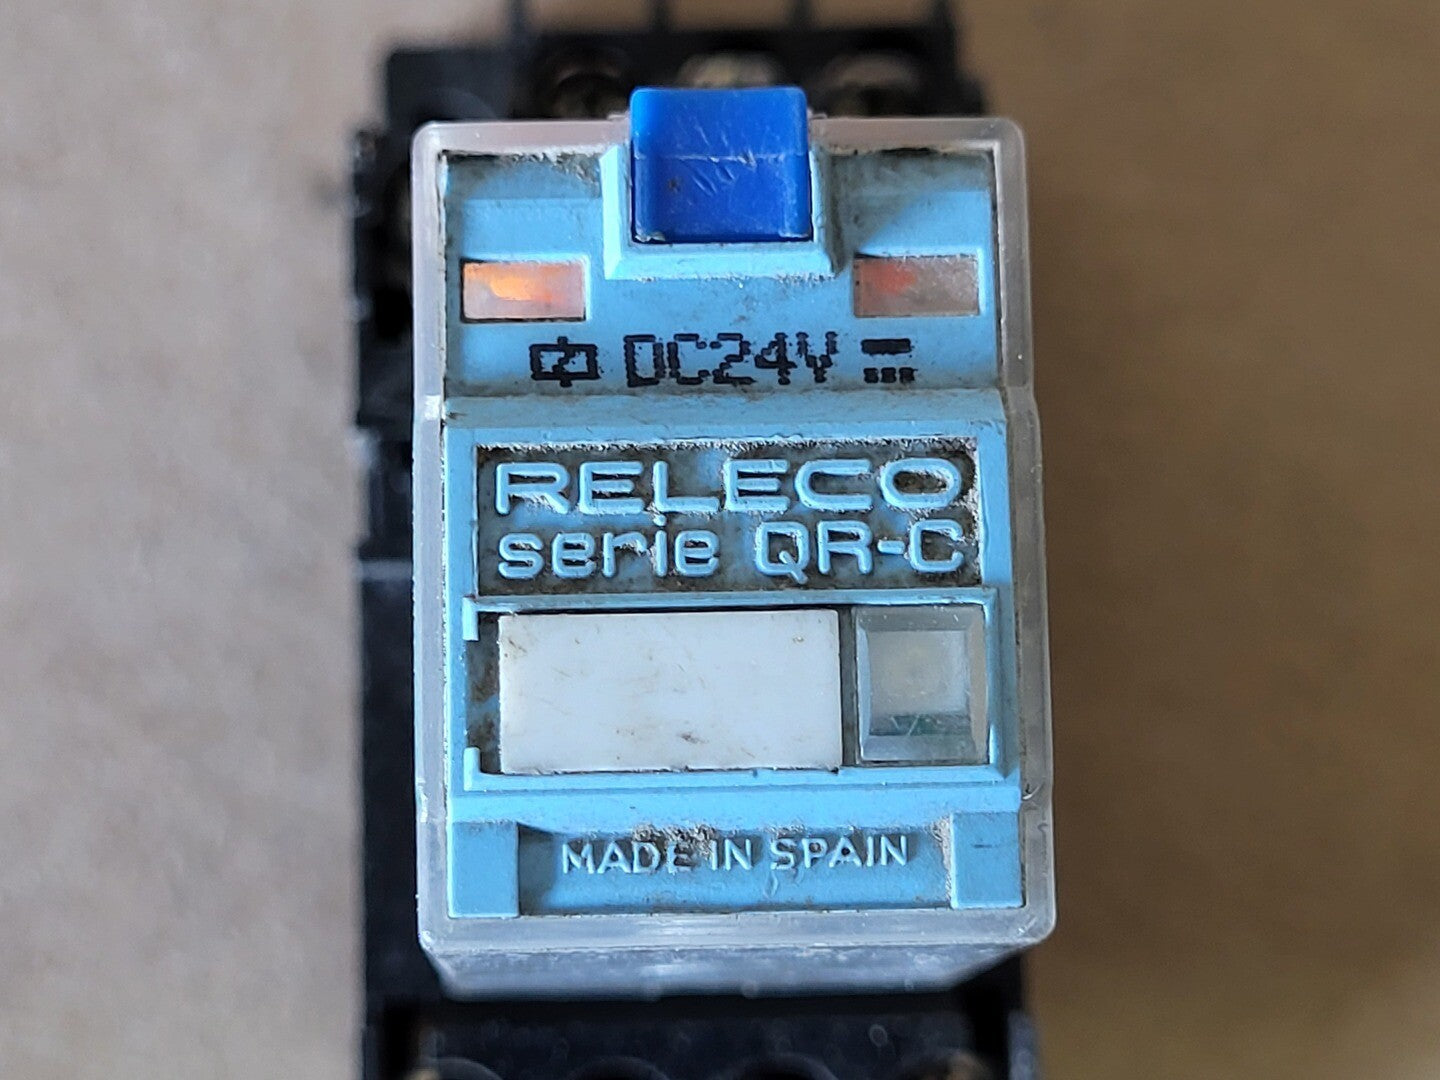 DC24V
RELECO
serie QR-C
MADE IN SPAIN